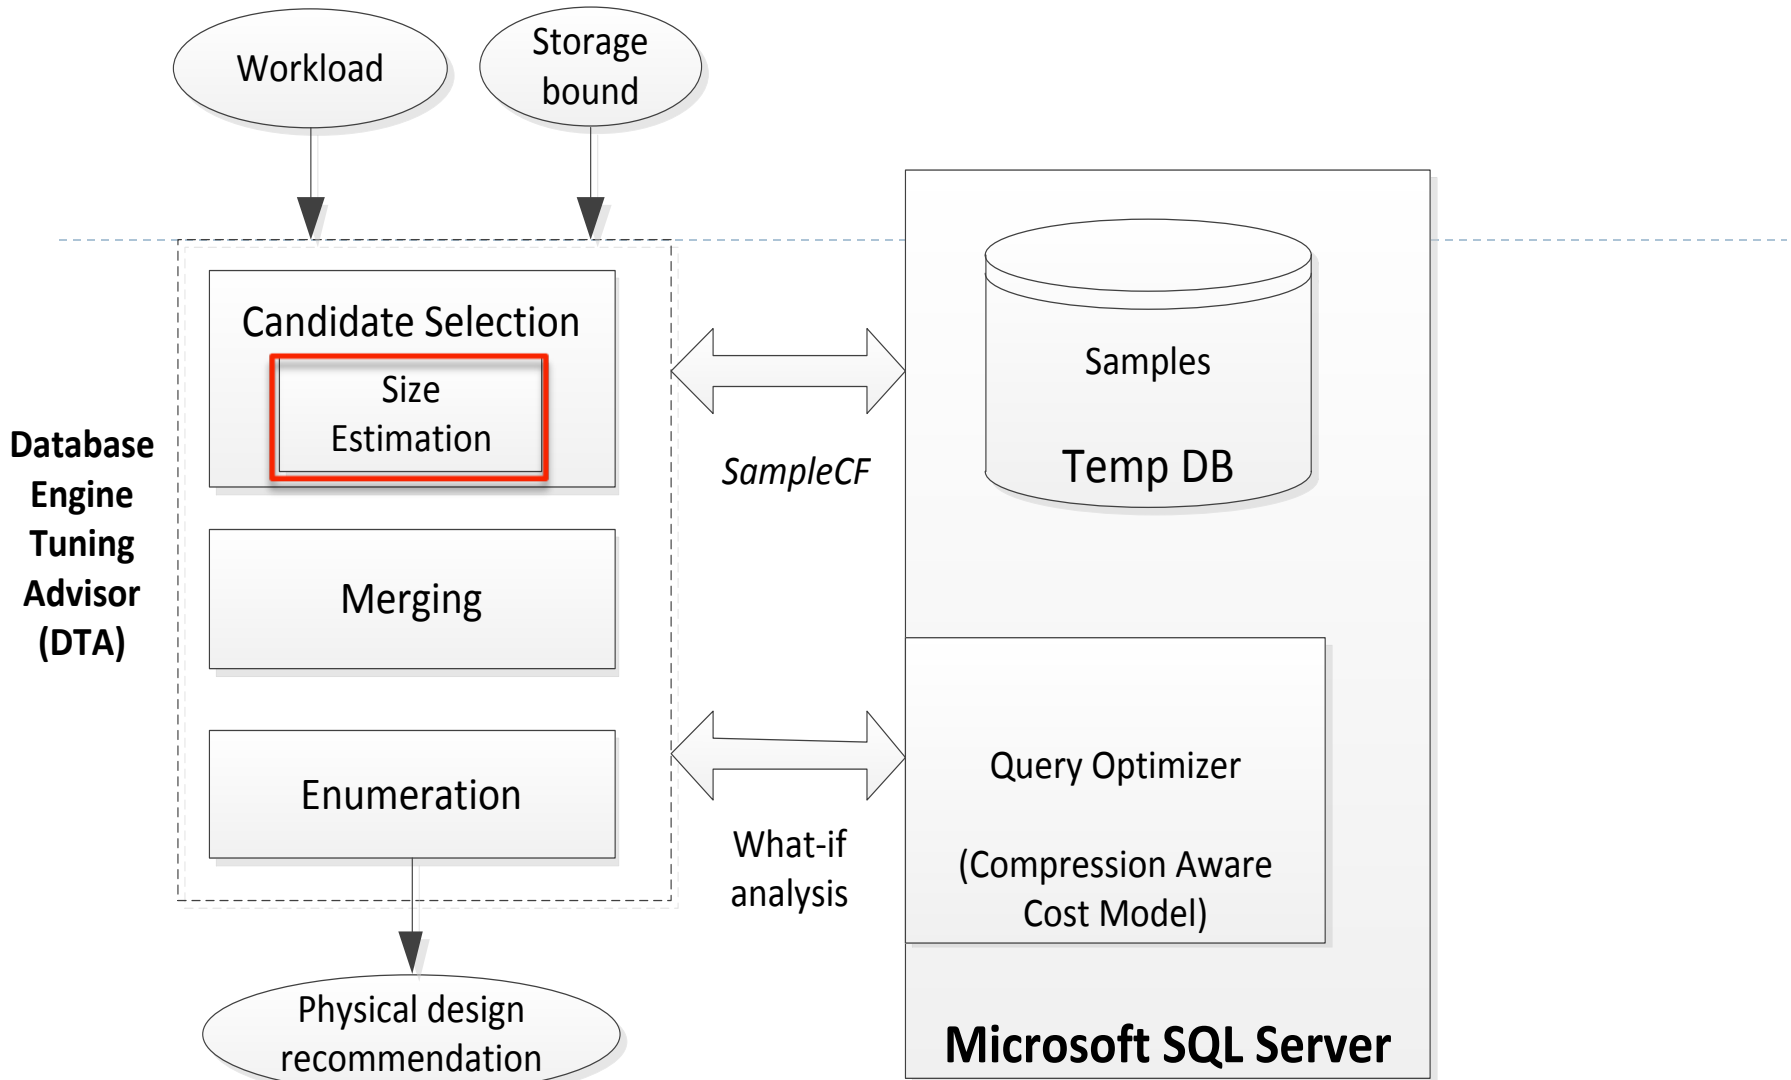 Workload
Storage
bound
Candidate Selection
Size
Estimation
Database
Engine
Tuning
Advisor
(DTA)
Merging
Enumeration
Physical design
recommendation
SampleCF
What-if
analysis
Samples
Temp DB
Query Optimizer
(Compression Aware
Cost Model)
Microsoft SQL Server